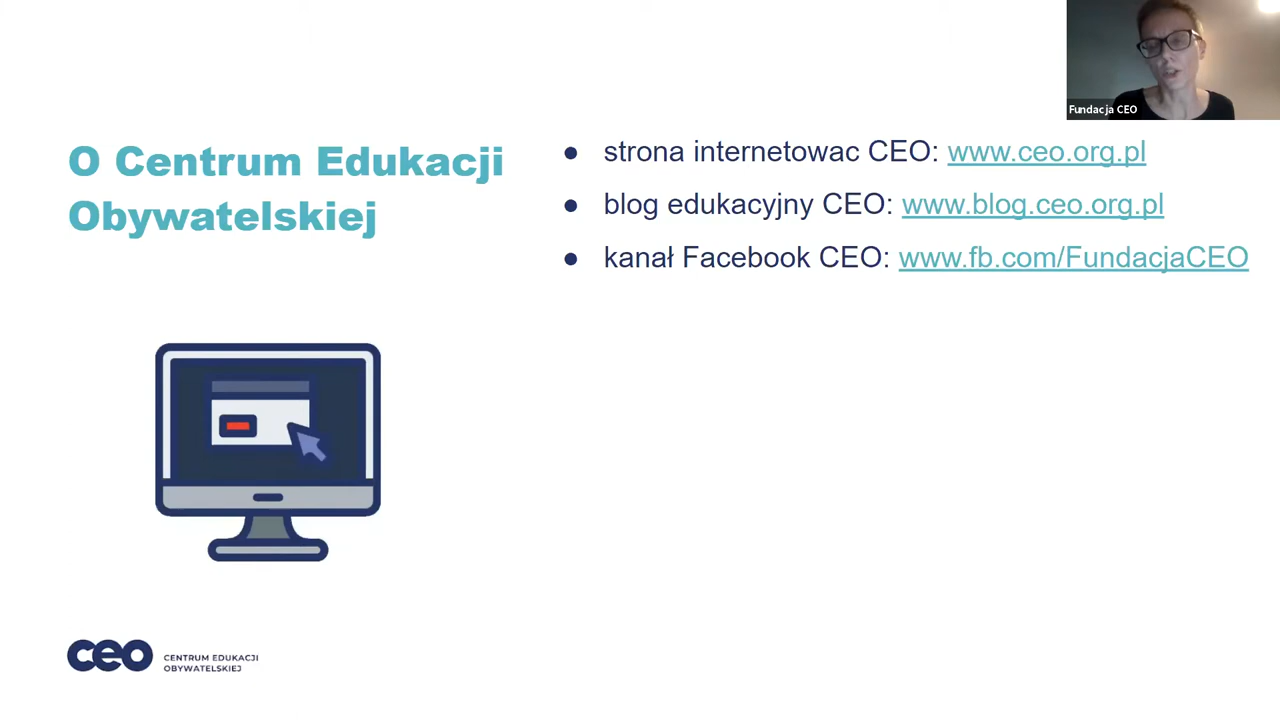 Fundacja CEO
O Centrum Edukacji
Obywatelskiej
● strona internetowac CEO: www.ceo.org.pl
● blog edukacyjny CEO: www.blog.ceo.org.pl
● kanał Facebook CEO: www.fb.com/FundacjaCEO
ceo
CENTRUM EDUKACJI
OBYWATELSKIEJ